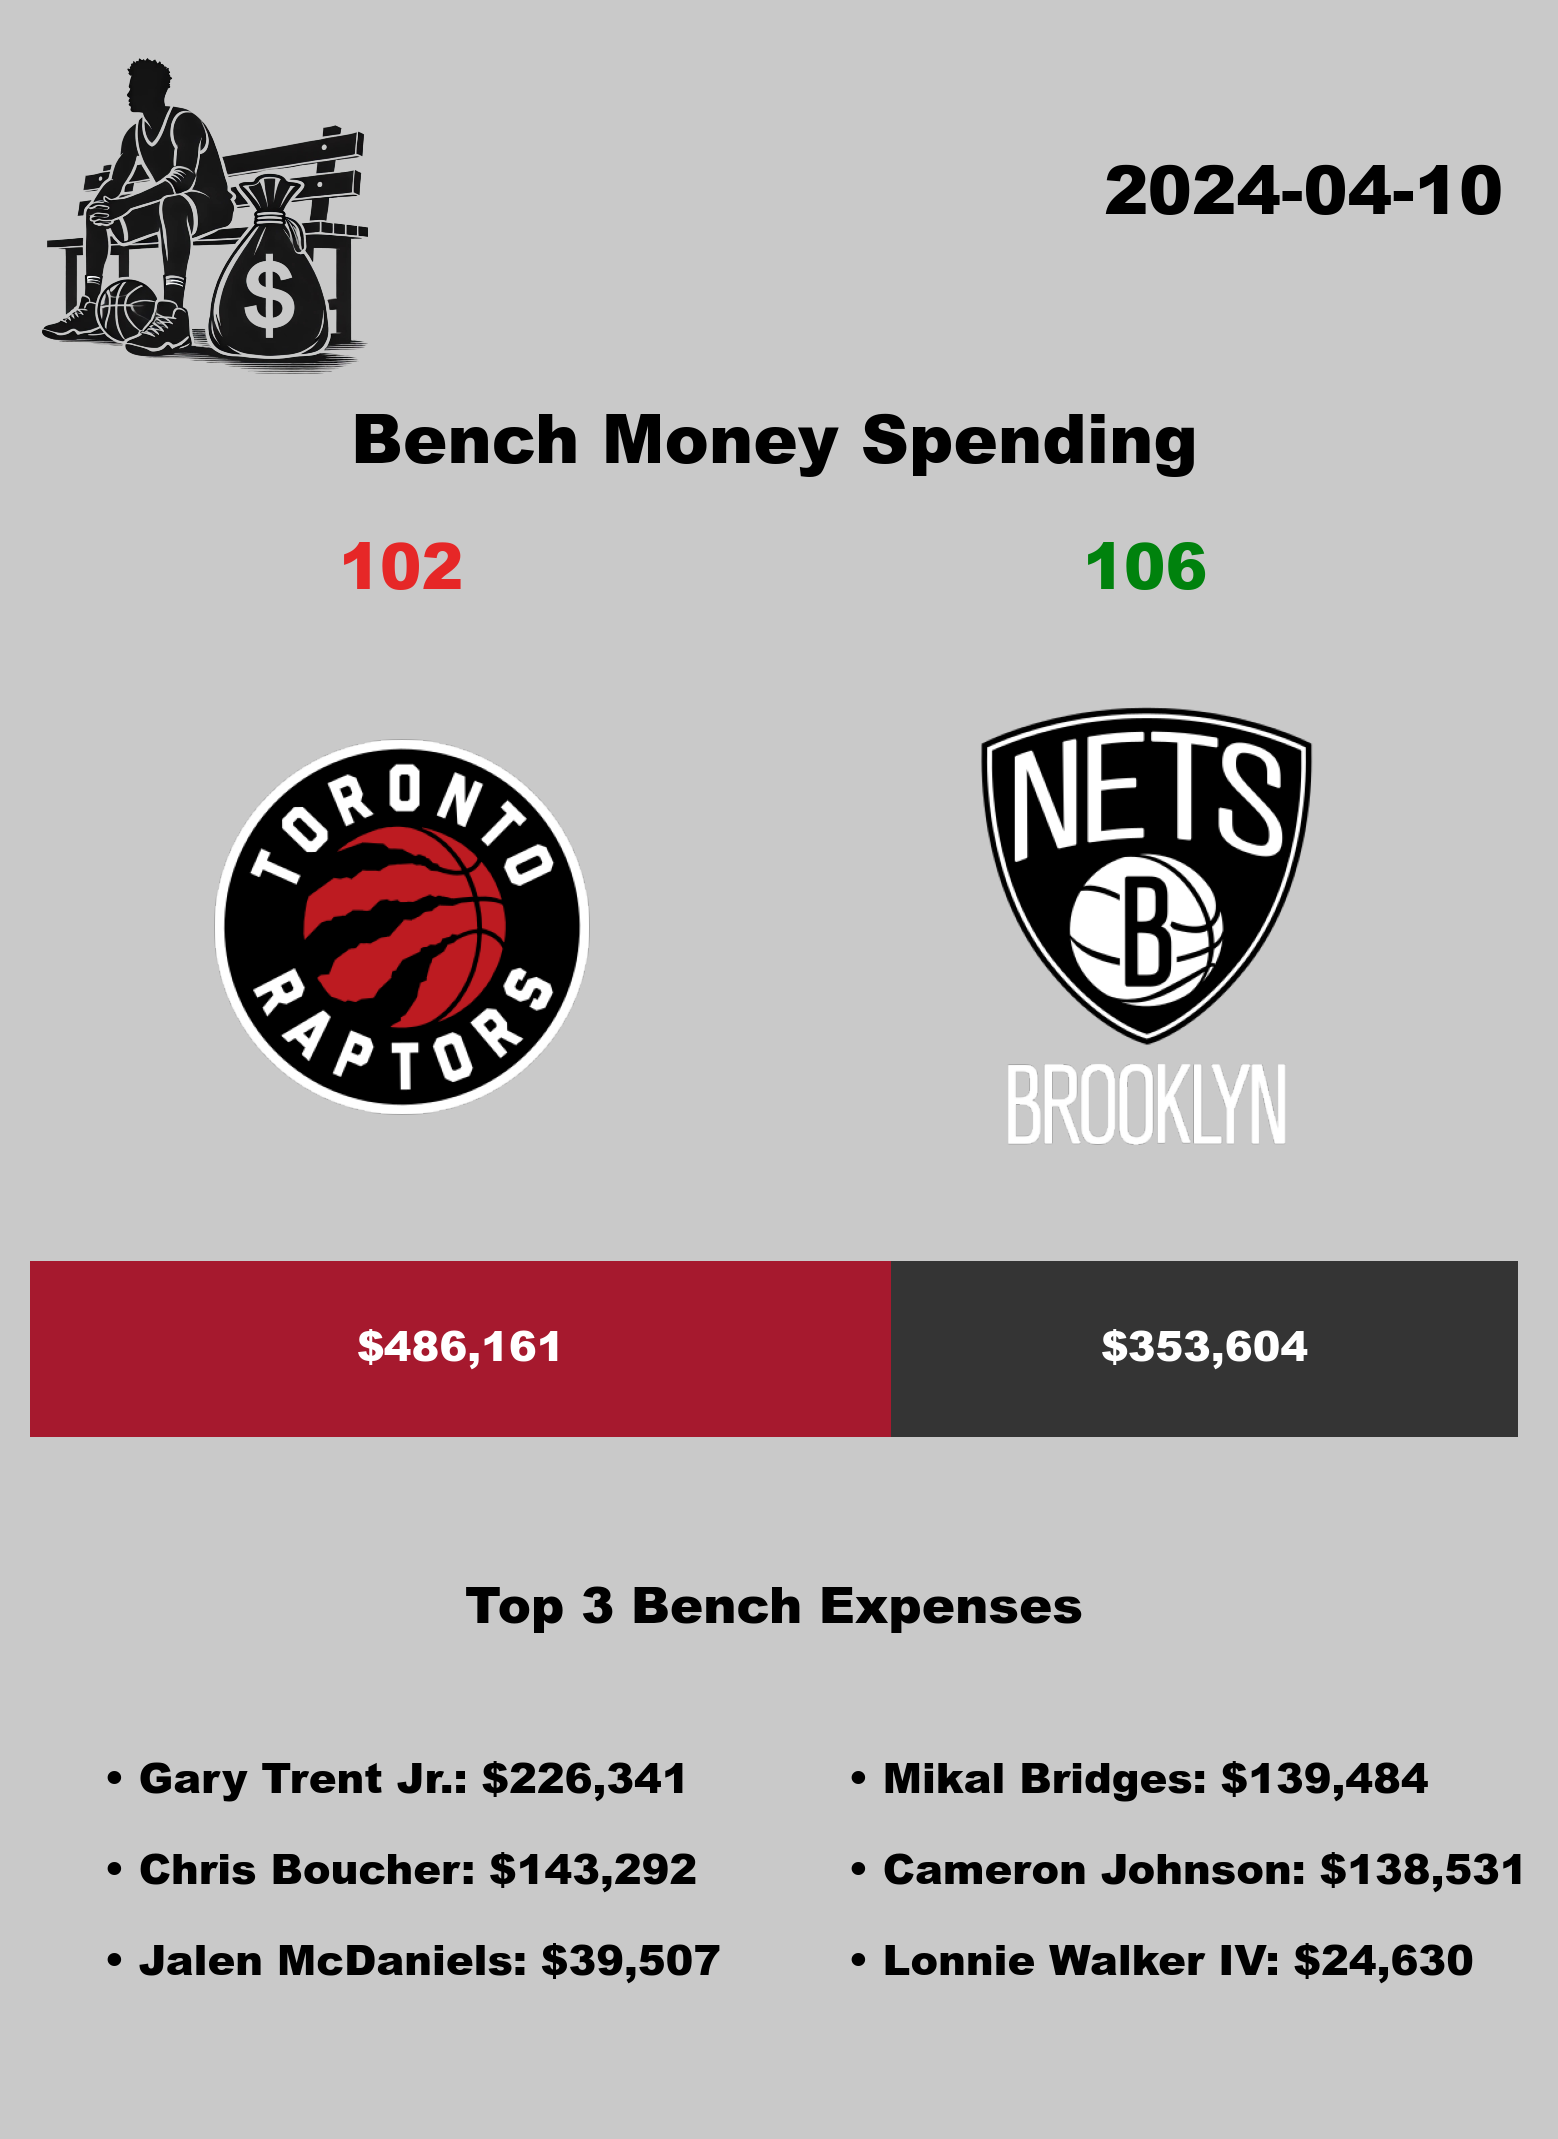 $
2024-04-10
Bench Money Spending
102
106
TORONTO
RAPTORS
NETS
B
BROOKLYN
$486,161
$353,604
Top 3 Bench Expenses
• Gary Trent Jr.: $226,341
• Chris Boucher: $143,292
• Jalen McDaniels: $39,507
• Mikal Bridges: $139,484
• Cameron Johnson: $138,531
• Lonnie Walker IV: $24,630